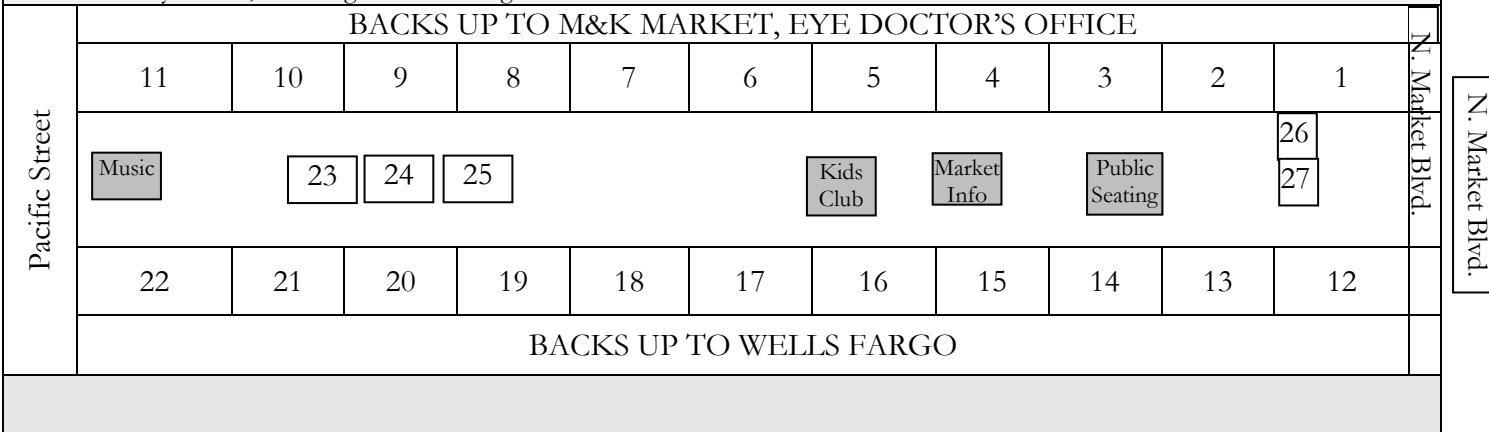 BACKS UP TO M&K MARKET, EYE DOCTOR'S OFFICE
11 10 9 8 7 6 5 4 3 2 1
Pacific Street
Music
23 24 25
Kids
Club
Market
Info
Public
Seating
26
27
N. Market Blvd.
N. Market Blvd.
22 21 20 19 18 17 16 15 14 13 12
BACKS UP TO WELLS FARGO